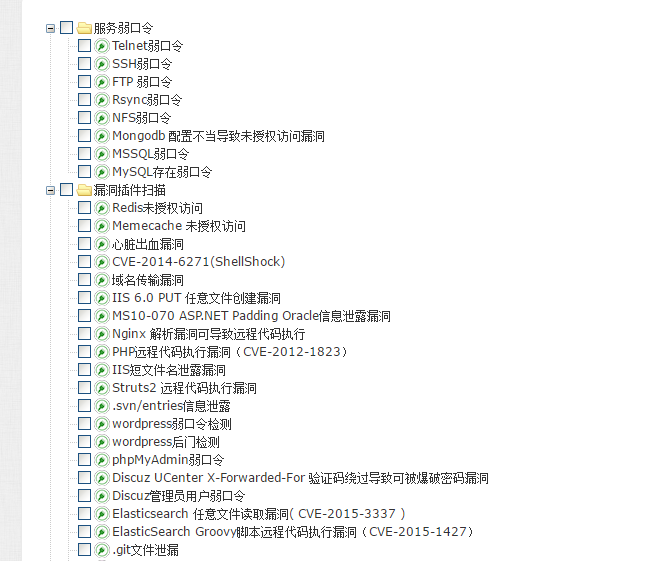 服务弱口令
Telnet弱口令
SSH弱口令
FTP 弱口令
Rsync弱口令
NFS弱口令
Mongodb 配置不当导致未授权访问漏洞
MSSQL弱口令
MySQL存在弱口令
漏洞插件扫描
Redis未授权访问
Memecache 未授权访问
心脏出血漏洞
CVE-2014-6271(ShellShock)
域名传输漏洞
IIS 6.0 PUT 任意文件创建漏洞
MS10-070 ASP.NET Padding Oracle信息泄露漏洞
Nginx 解析漏洞可导致远程代码执行
PHP远程代码执行漏洞（CVE-2012-1823）
IIS短文件名泄露漏洞
Struts2 远程代码执行漏洞
.svn/entries信息泄露
wordpress弱口令检测
wordpress后门检测
phpMyAdmin弱口令
Discuz UCenter X-Forwarded-For 验证码绕过导致可被爆破密码漏洞
Discuz管理员用户弱口令
Elasticsearch 任意文件读取漏洞( CVE-2015-3337 )
ElasticSearch Groovy脚本远程代码执行漏洞（CVE-2015-1427）
.git文件泄漏